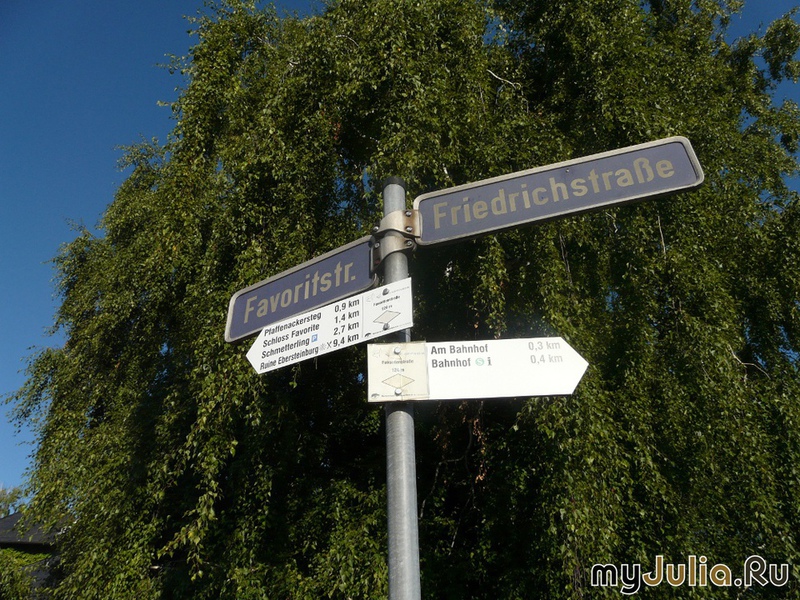 Friedrichstraße
Favoritstr.
Pfaffenackersteg 0.9 km
Schloss Favorite 1.4 km
Schmetterling P 2.7 km
Ruine Ebersteinburg 9.4 km
Am Bahnhof 0,3 km
Bahnhof i 0,4 km
myJulia.Ru